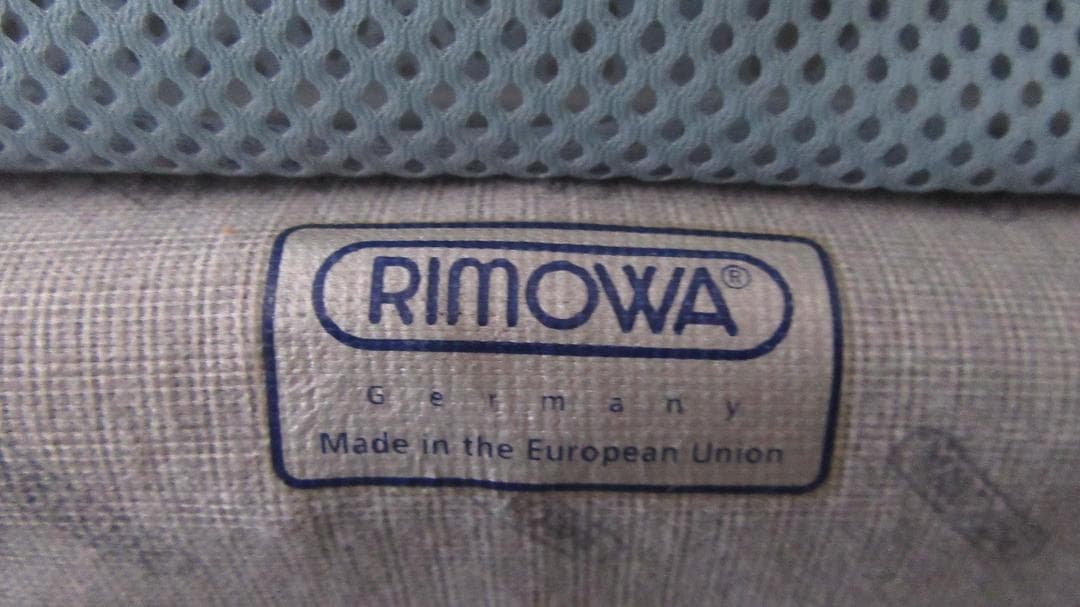 RIMOWA®
Germany
Made in the European Union